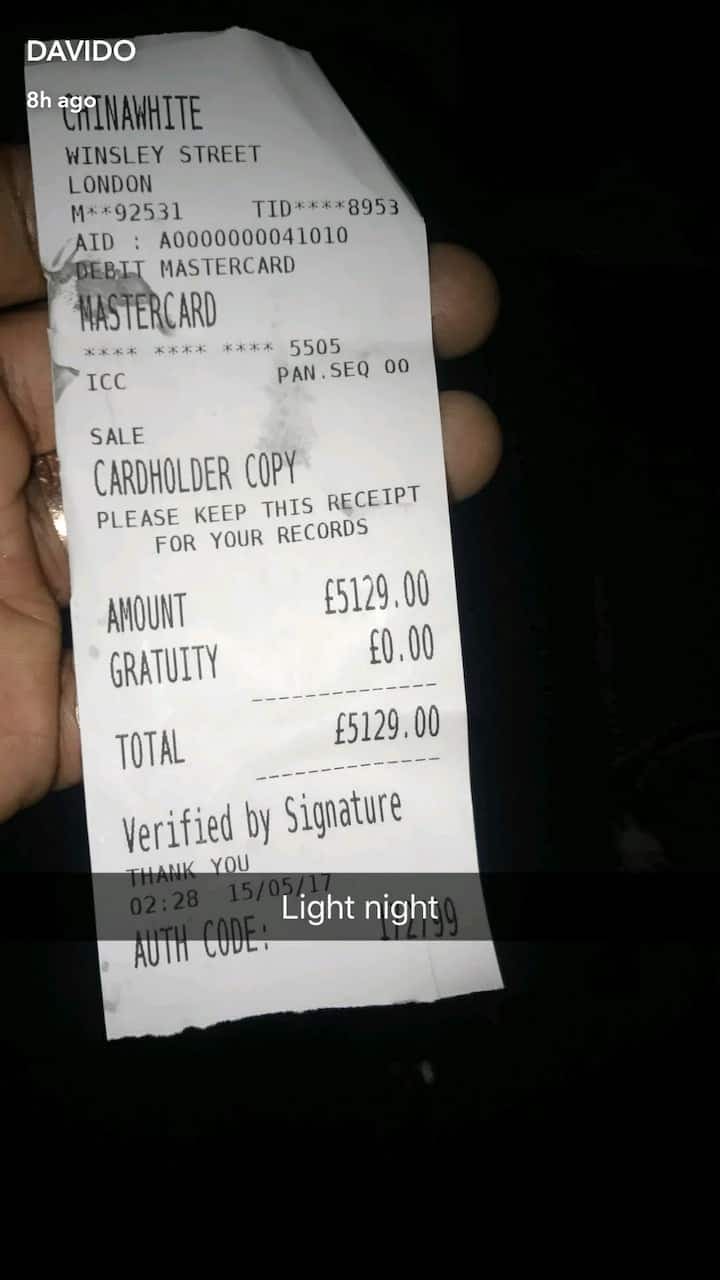 DAVIDO
8h ago
CHINAWHITE
WINSLEY STREET
LONDON
M**92531 TID****8953
AID : A0000000041010
DEBIT MASTERCARD
MASTERCARD
**** **** **** 5505
ICC PAN.SEQ 00
SALE
CARDHOLDER COPY
PLEASE KEEP THIS RECEIPT
FOR YOUR RECORDS
AMOUNT £5129.00
GRATUITY £0.00
TOTAL £5129.00
Verified by Signature
THANK YOU
02:28 15/05/17
Light night
AUTH CODE: 172799